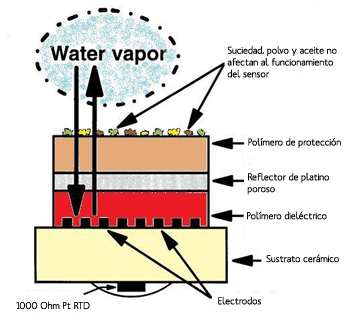 Water vapor
Suciedad, polvo y aceite no
afectan al funcionamiento
del sensor
Polímero de protección
Reflector de platino
poroso
Polímero dieléctrico
Sustrato cerámico
Electrodos
1000 Ohm Pt RTD